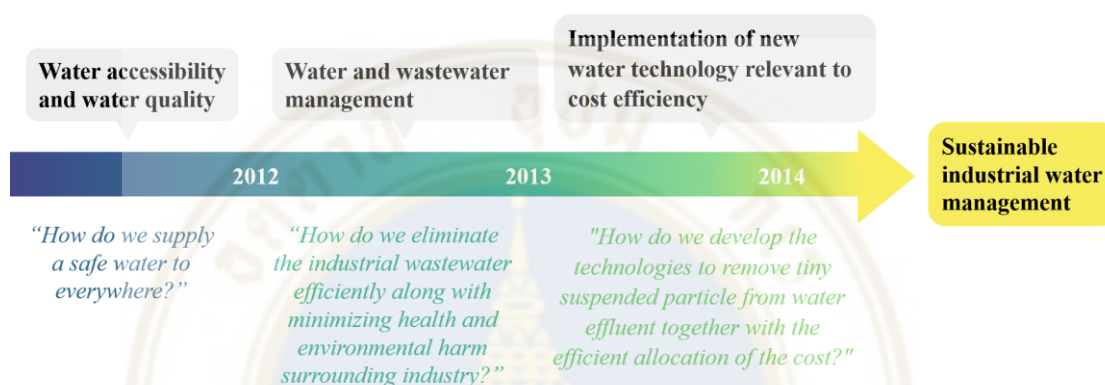 Water accessibility
and water quality
Water and wastewater
management
Implementation of new
water technology relevant to
cost efficiency
2012
2013
2014
Sustainable
industrial water
management
“How do we supply
a safe water to
everywhere?”
“How do we eliminate
the industrial wastewater
efficiently along with
minimizing health and
environmental harm
surrounding industry?”
"How do we develop the
technologies to remove tiny
suspended particle from water
effluent together with the
efficient allocation of the cost?"